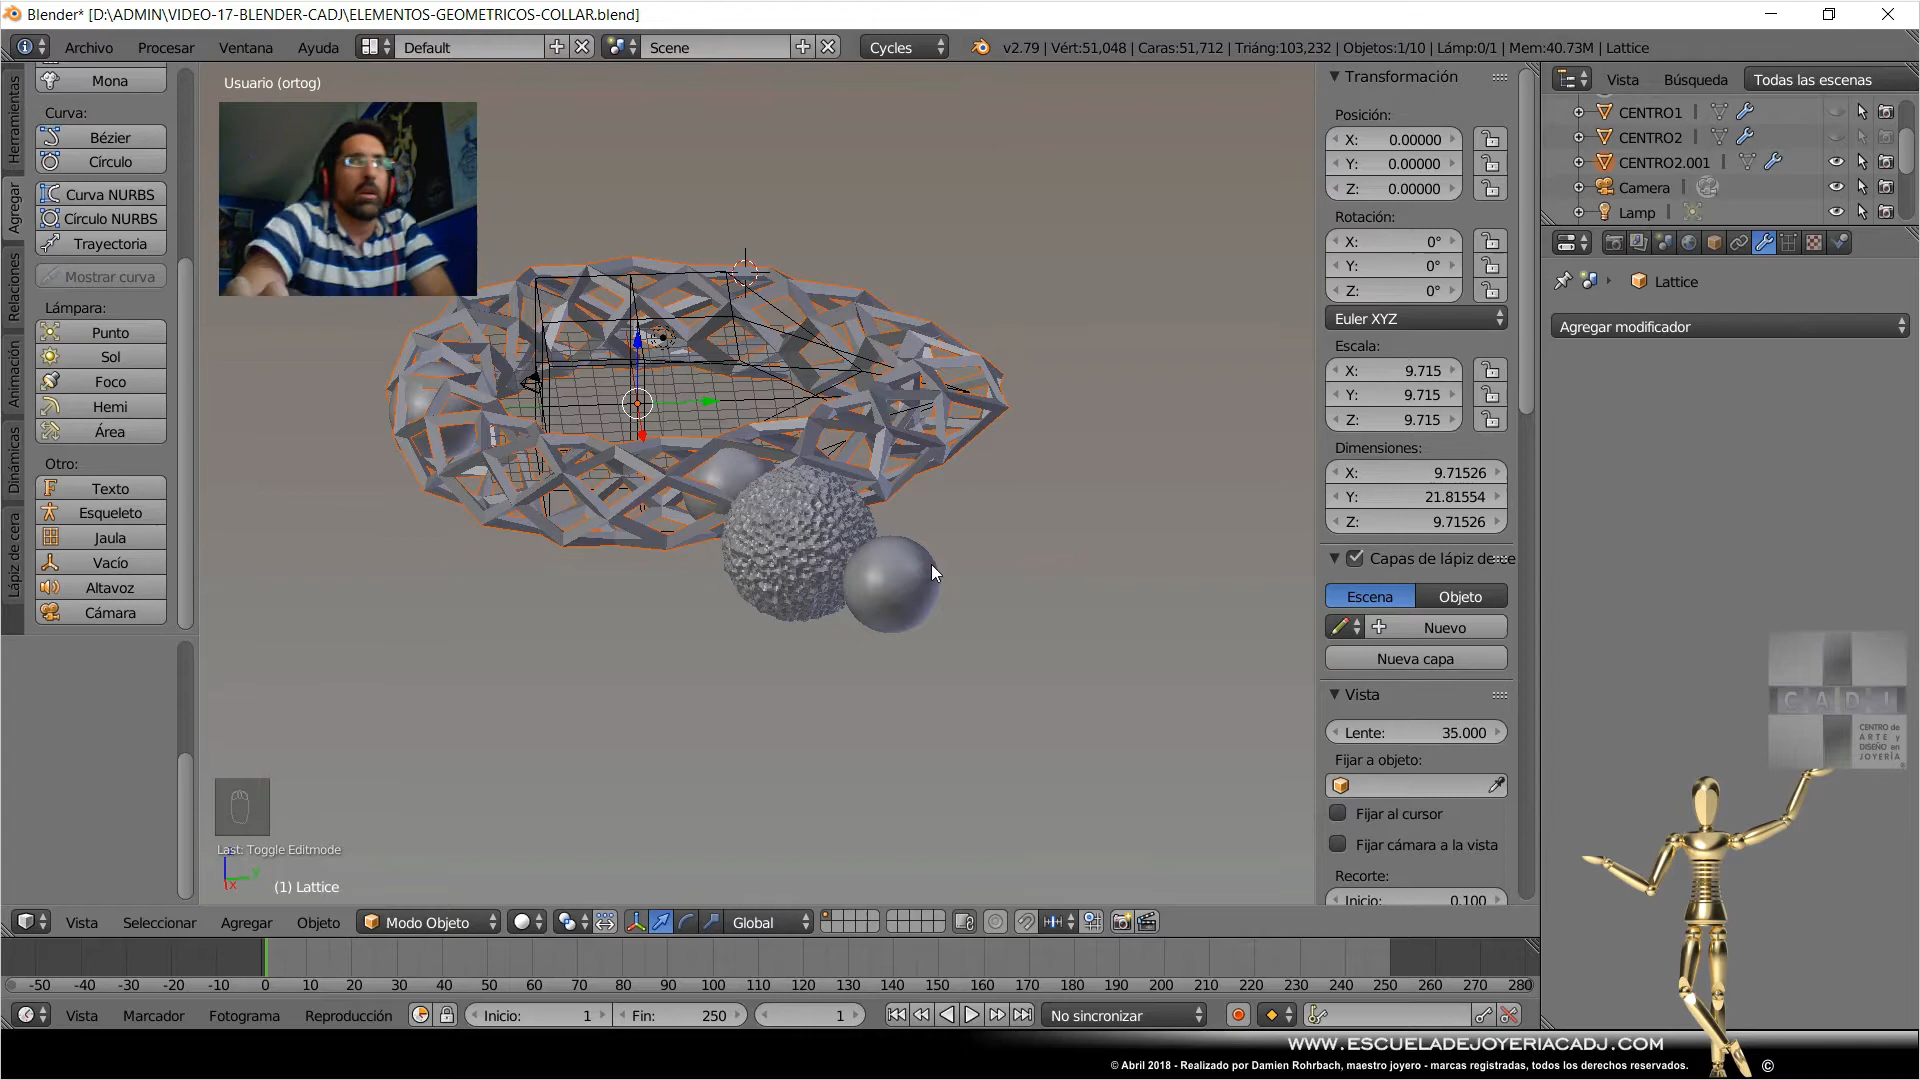 Blender* [D:\ADMIN\VIDEO-17-BLENDER-CADJ\ELEMENTOS-GEOMETRICOS-COLLAR.blend]
Archivo Procesar Ventana Ayuda Default Scene Cycles v2.79 | Vért:51,048 | Caras:51,712 | Triáng:103,232 | Objetos:1/10 | Lámp:0/1 | Mem:40.73M | Lattice
Herramientas
Agregar
Relaciones
Animación
Dinámicas
Lápiz de cera
Mona
Curva:
Bézier
Círculo
Curva NURBS
Círculo NURBS
Trayectoria
Mostrar curva
Lámpara:
Punto
Sol
Foco
Hemi
Área
Otro:
Texto
Esqueleto
Jaula
Vacío
Altavoz
Cámara
Usuario (ortog)
Last: Toggle Editmode
z
y
x
(1) Lattice
Transformación
Posición:
X: 0.00000
Y: 0.00000
Z: 0.00000
Rotación:
X: 0°
Y: 0°
Z: 0°
Euler XYZ
Escala:
X: 9.715
Y: 9.715
Z: 9.715
Dimensiones:
X: 9.71526
Y: 21.81554
Z: 9.71526
Capas de lápiz de ce
Escena Objeto
Nuevo
Nueva capa
Vista
Lente: 35.000
Fijar a objeto:
Fijar al cursor
Fijar cámara a la vista
Recorte:
Inicio: 0.100
Vista Búsqueda Todas las escenas
CENTRO1
CENTRO2
CENTRO2.001
Camera
Lamp
Lattice
Agregar modificador
CADJ
CENTRO de
ARTE y
DISEÑO en
JOYERÍA
Vista Seleccionar Agregar Objeto Modo Objeto Global
-50 -40 -30 -20 -10 0 10 20 30 40 50 60 70 80 90 100 110 120 130 140 150 160 170 180 190 200 210 220 230 240 250 260 270 280
Vista Marcador Fotograma Reproducción Inicio: 1 Fin: 250 1 No sincronizar
WWW.ESCUELADEJOYERIACADJ.COM
© Abril 2018 - Realizado por Damien Rohrbach, maestro joyero - marcas registradas, todos los derechos reservados. ©